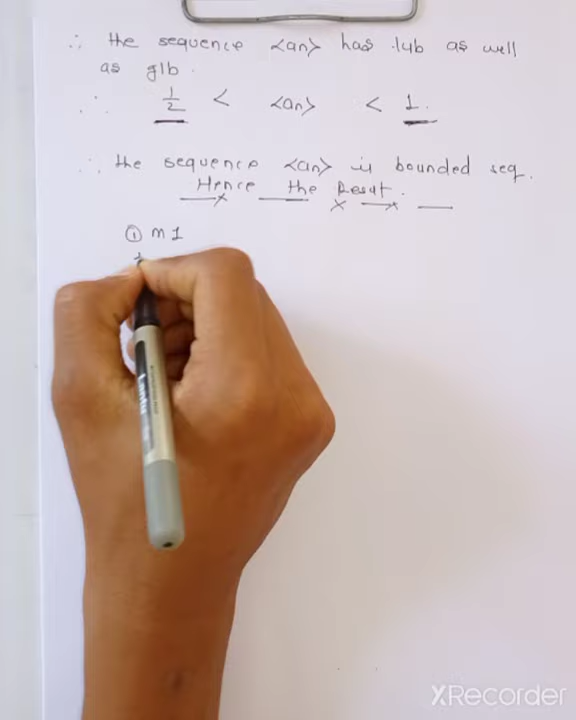 ∴ the sequence <an> has lub as well
as glb.
∴ 1/2 < <an> < 1.
∴ the sequence <an> is bounded seq.
Hence the Result.
① m 1
XRecorder